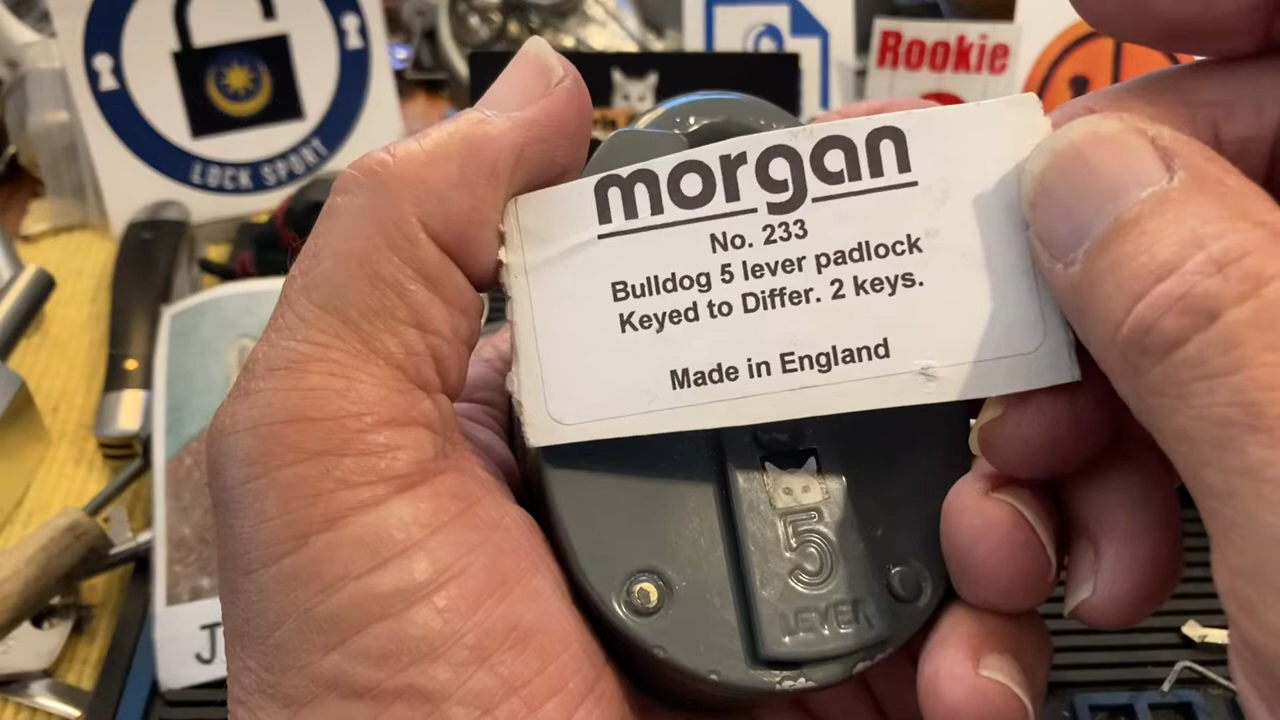 LOCK SPORT
Rookie
morgan
No. 233
Bulldog 5 lever padlock
Keyed to Differ. 2 keys.
Made in England
5
LEVER
J